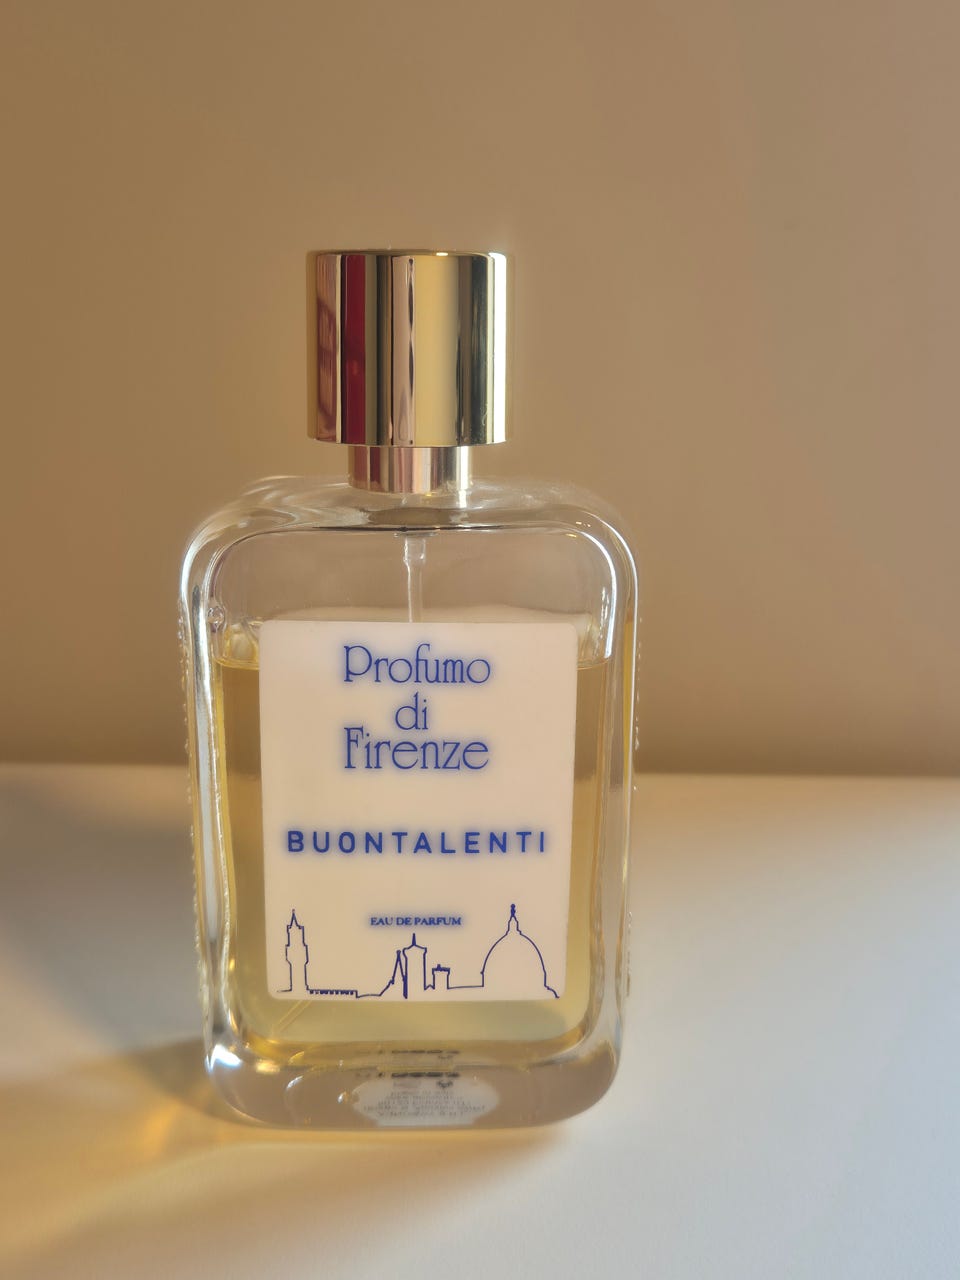 Profumo
di
Firenze
BUONTALENTI
EAU DE PARFUM